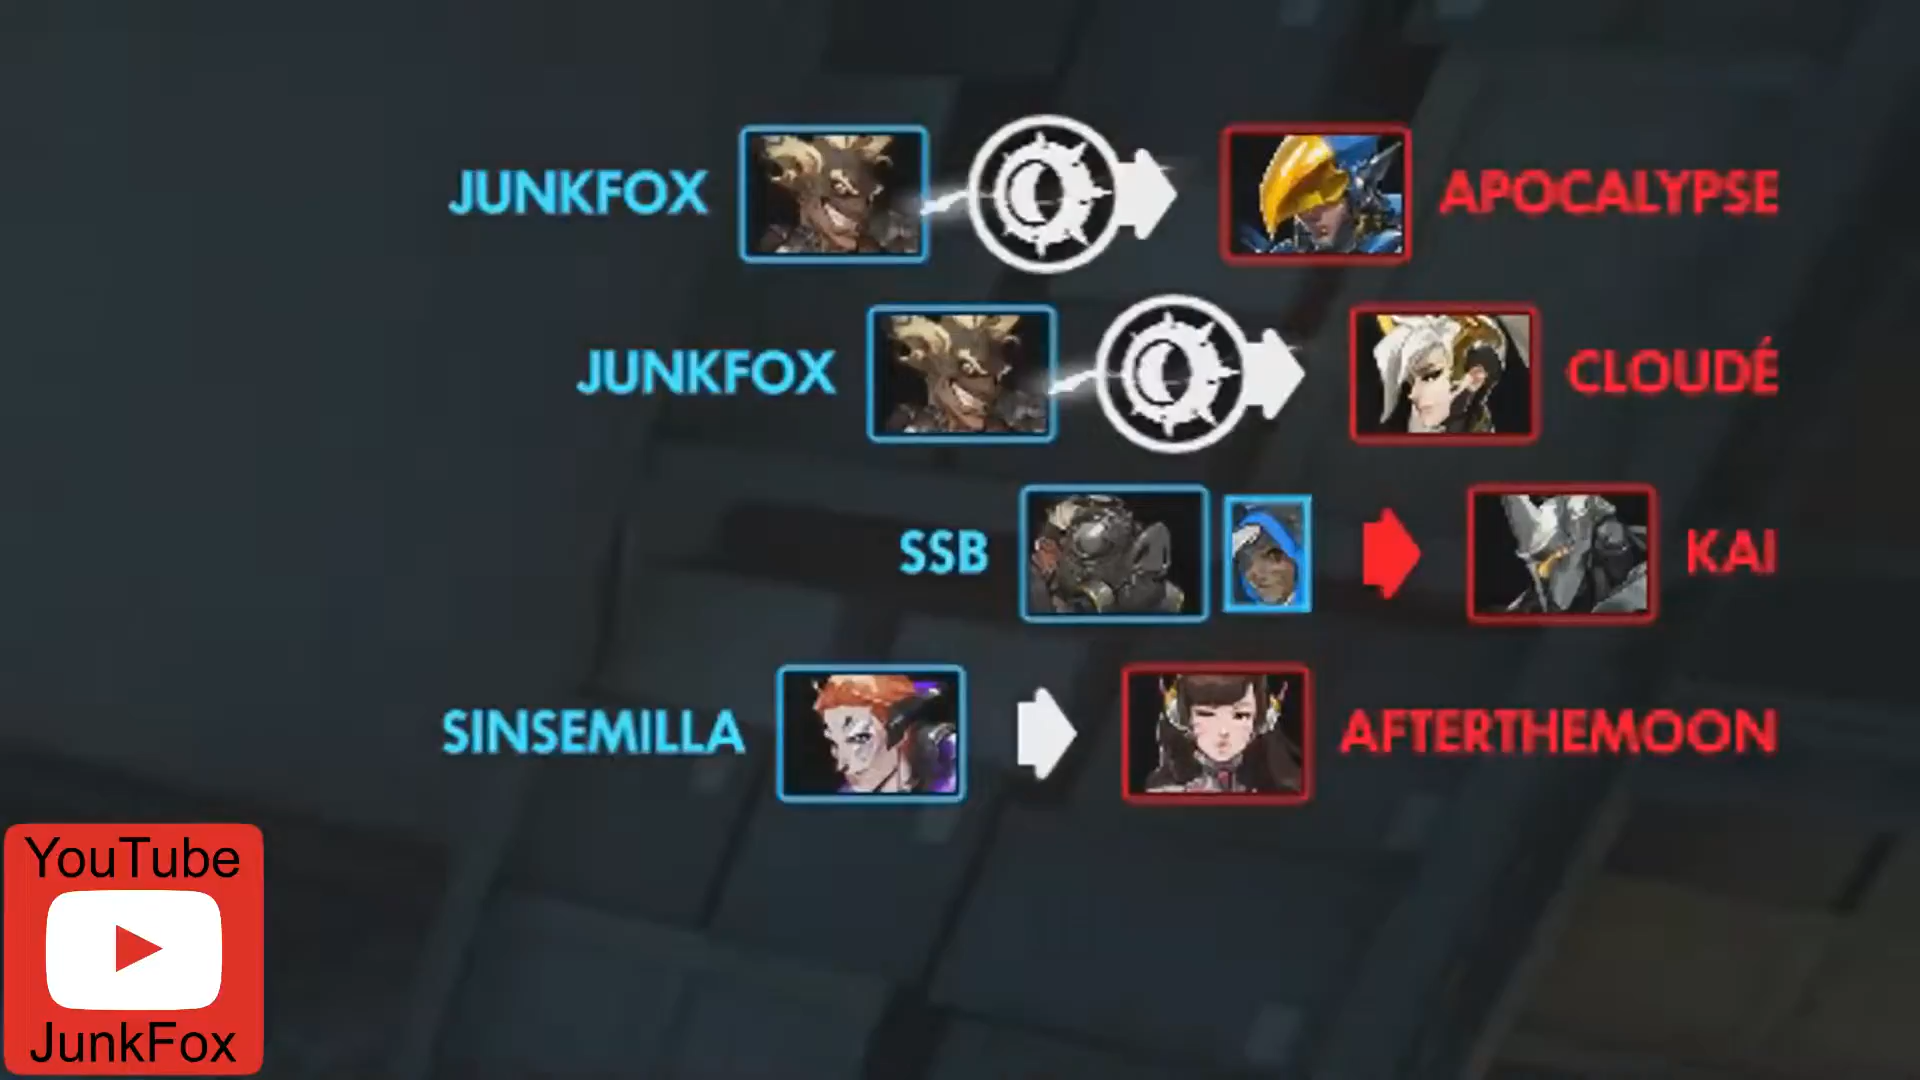 JUNKFOX APOCALYPSE
JUNKFOX CLOUDÉ
SSB KAI
SINSEMILLA AFTERTHEMOON
YouTube
JunkFox